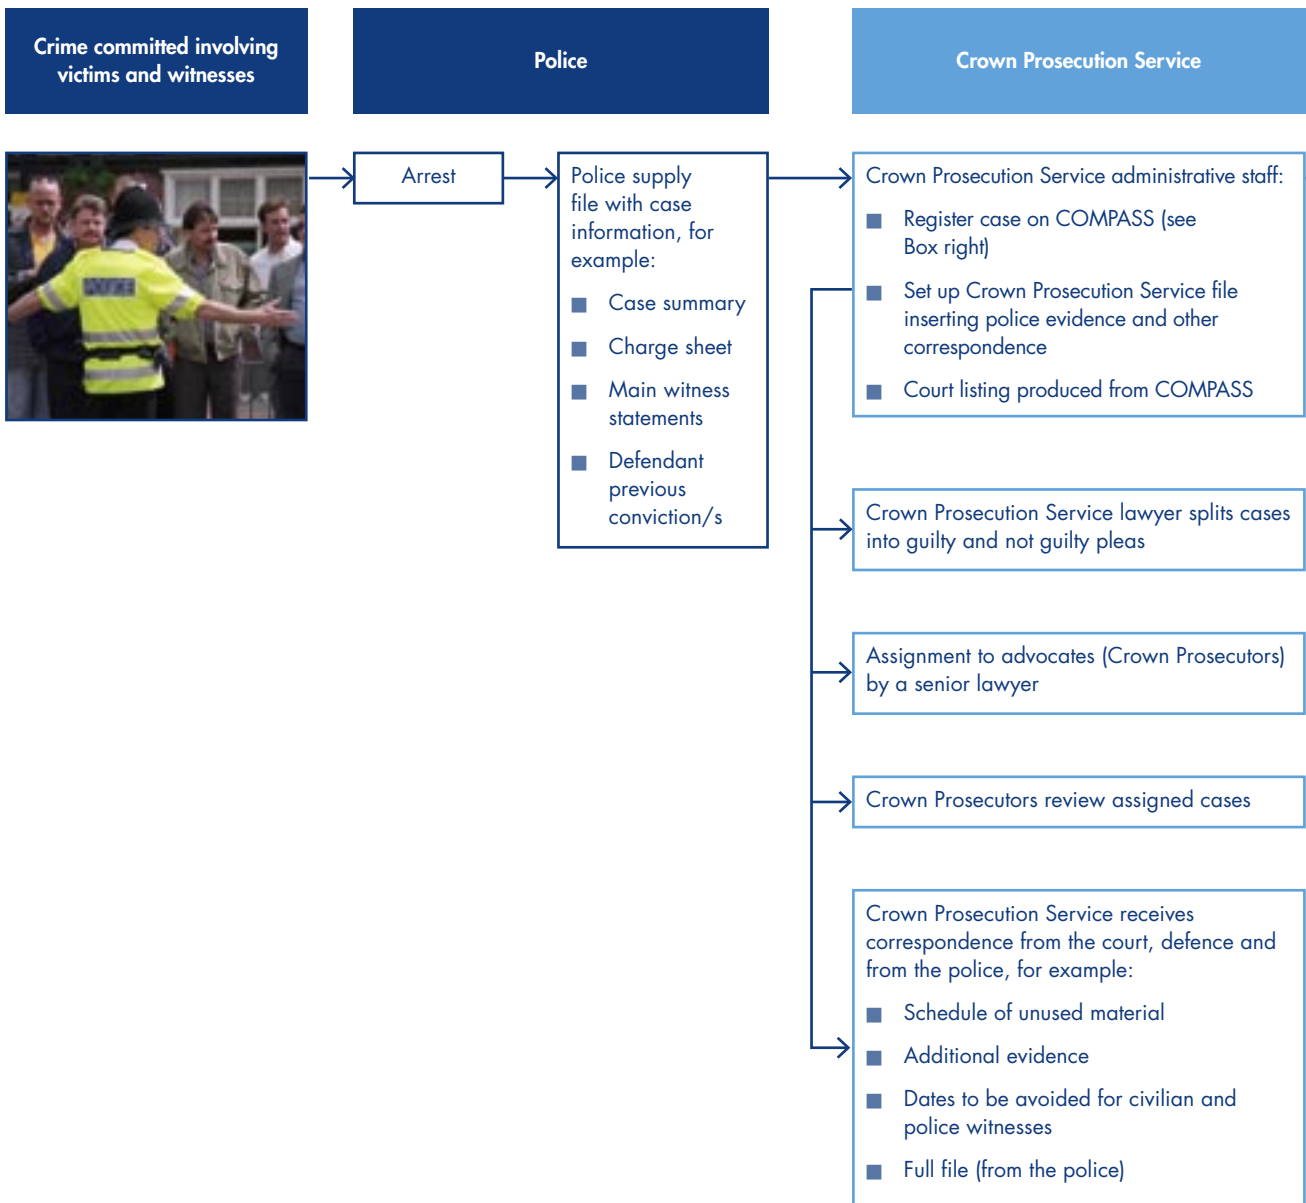 Crime committed involving
victims and witnesses
Police
Crown Prosecution Service
POLICE
Arrest
Police supply
file with case
information, for
example:
■ Case summary
■ Charge sheet
■ Main witness
statements
■ Defendant
previous
conviction/s
Crown Prosecution Service administrative staff:
■ Register case on COMPASS (see
Box right)
■ Set up Crown Prosecution Service file
inserting police evidence and other
correspondence
■ Court listing produced from COMPASS
Crown Prosecution Service lawyer splits cases
into guilty and not guilty pleas
Assignment to advocates (Crown Prosecutors)
by a senior lawyer
Crown Prosecutors review assigned cases
Crown Prosecution Service receives
correspondence from the court, defence and
from the police, for example:
■ Schedule of unused material
■ Additional evidence
■ Dates to be avoided for civilian and
police witnesses
■ Full file (from the police)